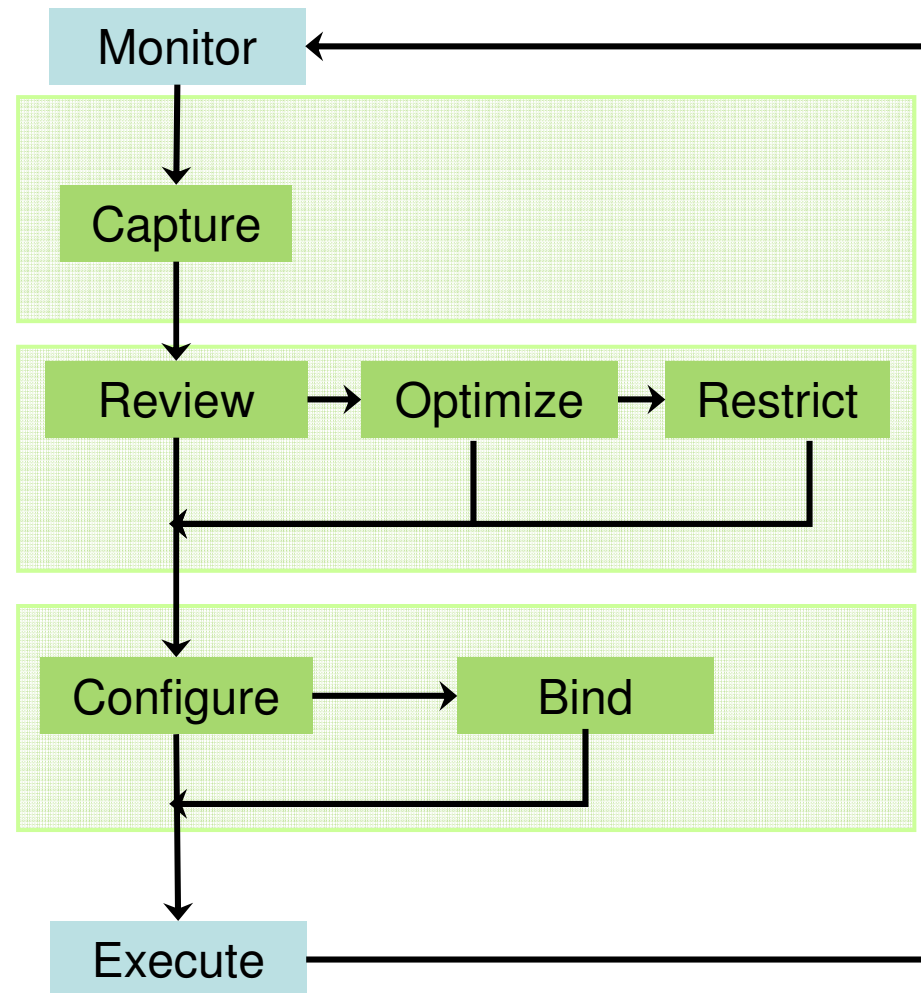 Monitor
Capture
Review
Optimize
Restrict
Configure
Bind
Execute